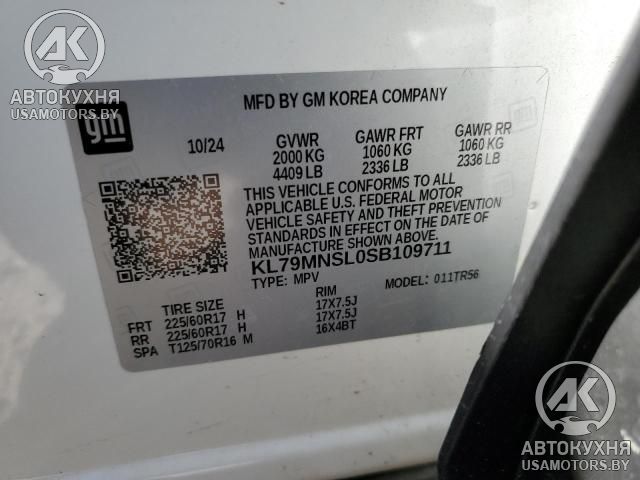 AK
АВТОКУХНЯ
USAMOTORS.BY
gm
MFD BY GM KOREA COMPANY
10/24 GVWR GAWR FRT GAWR RR
2000 KG 1060 KG 1060 KG
4409 LB 2336 LB 2336 LB
THIS VEHICLE CONFORMS TO ALL
APPLICABLE U.S. FEDERAL MOTOR
VEHICLE SAFETY AND THEFT PREVENTION
STANDARDS IN EFFECT ON THE DATE OF
MANUFACTURE SHOWN ABOVE.
KL79MNSL0SB109711
TYPE: MPV MODEL: 011TR56
TIRE SIZE RIM
FRT 225/60R17 H 17X7.5J
RR 225/60R17 H 17X7.5J
SPA T125/70R16 M 16X4BT
AK
АВТОКУХНЯ
USAMOTORS.BY